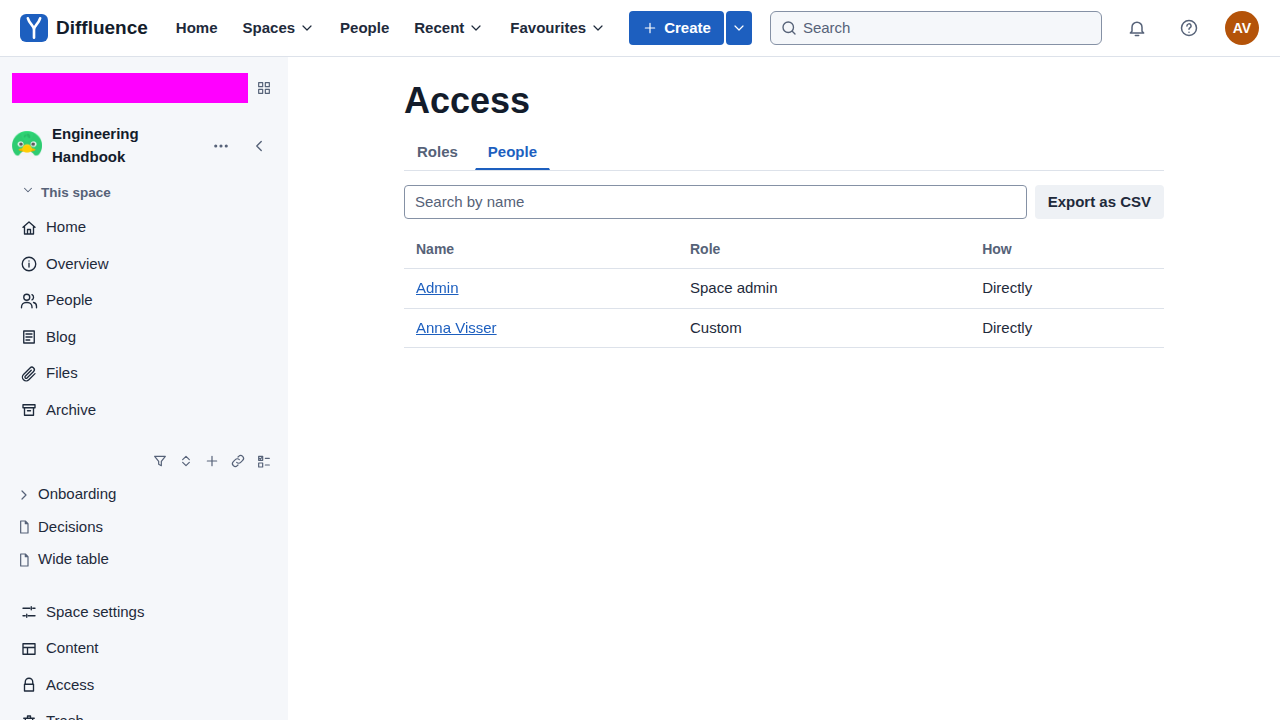 Diffluence Home Spaces People Recent Favourites Create Search AV
Engineering
Handbook
This space
Home
Overview
People
Blog
Files
Archive
Onboarding
Decisions
Wide table
Space settings
Content
Access
Trash
Access
Roles People
Search by name Export as CSV
Name Role How
Admin Space admin Directly
Anna Visser Custom Directly